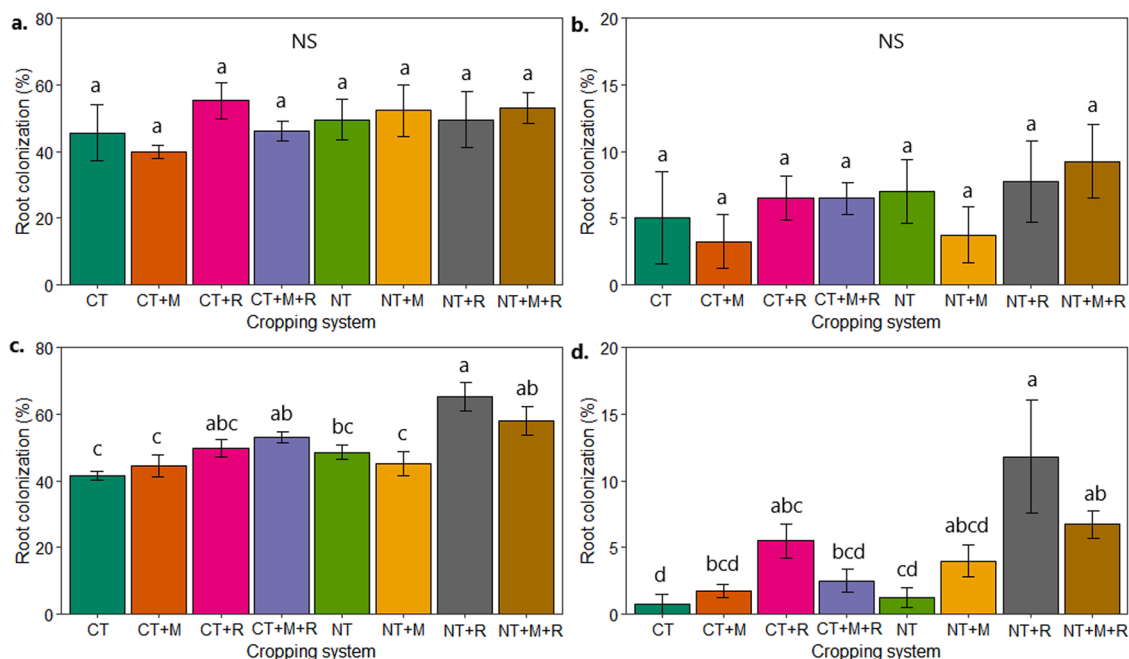 a.
Root colonization (%)
80
60
40
20
0
NS
a a a a a a a a
CT CT+M CT+R CT+M+R NT NT+M NT+R NT+M+R
Cropping system
b.
Root colonization (%)
20
15
10
5
0
NS
a a a a a a a a
CT CT+M CT+R CT+M+R NT NT+M NT+R NT+M+R
Cropping system
c.
Root colonization (%)
80
60
40
20
0
c c abc ab bc c a ab
CT CT+M CT+R CT+M+R NT NT+M NT+R NT+M+R
Cropping system
d.
Root colonization (%)
20
15
10
5
0
d bcd abc bcd cd abcd a ab
CT CT+M CT+R CT+M+R NT NT+M NT+R NT+M+R
Cropping system